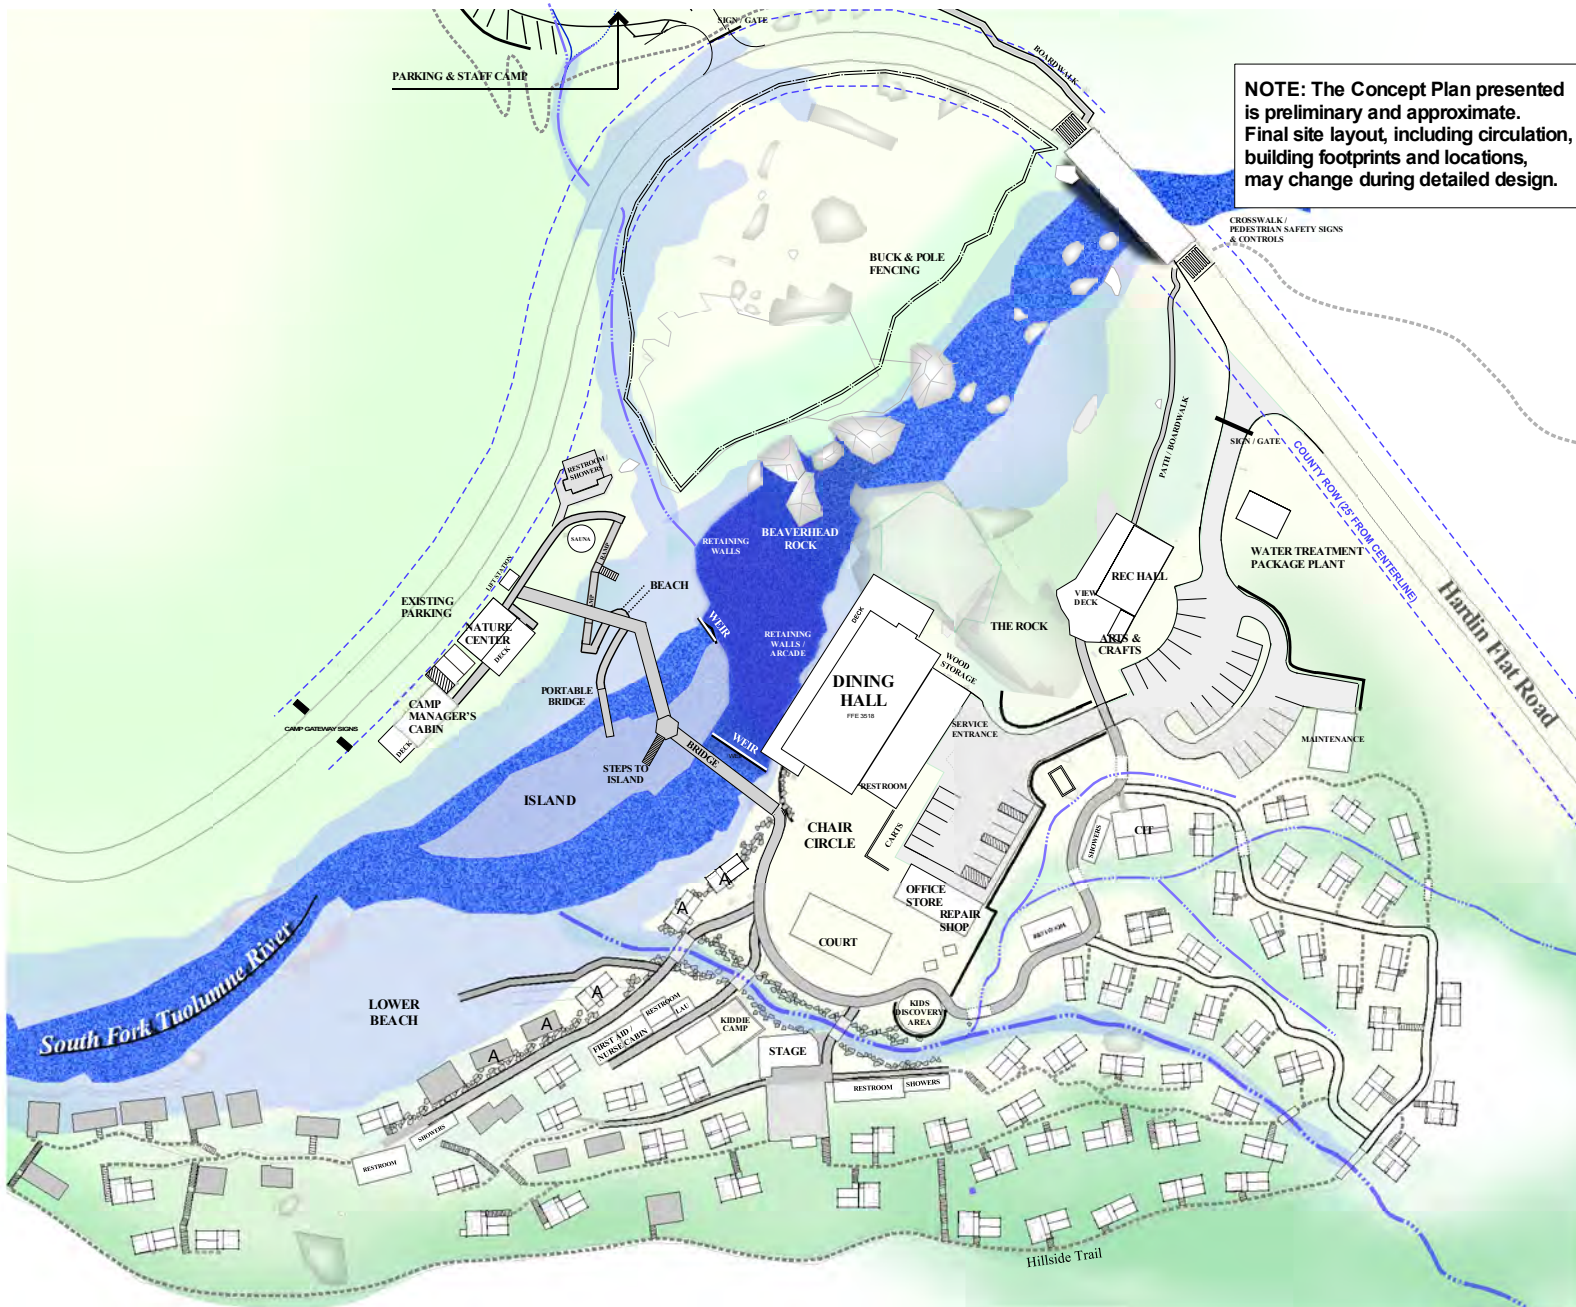 SIGN / GATE
PARKING & STAFF CAMP
BOARDWALK
NOTE: The Concept Plan presented
is preliminary and approximate.
Final site layout, including circulation,
building footprints and locations,
may change during detailed design.
CROSSWALK /
PEDESTRIAN SAFETY SIGNS
& CONTROLS
BUCK & POLE
FENCING
PATH / BOARDWALK
SIGN / GATE
COUNTY ROW (25' FROM CENTERLINE)
Hardin Flat Road
RESTROOM /
SHOWERS
SAUNA
RAMP
LIFT STATION
RETAINING
WALLS
BEAVERHEAD
ROCK
WATER TREATMENT
PACKAGE PLANT
REC HALL
VIEW
DECK
BEACH
EXISTING
PARKING
NATURE
CENTER
DECK
WEIR
RETAINING
WALLS /
ARCADE
DECK
THE ROCK
ARTS &
CRAFTS
WOOD
STORAGE
DINING
HALL
FFE 3518
PORTABLE
BRIDGE
CAMP
MANAGER'S
CABIN
DECK
CAMP GATEWAY SIGNS
SERVICE
ENTRANCE
MAINTENANCE
WEIR
BRIDGE
STEPS TO
ISLAND
ISLAND
RESTROOM
CHAIR
CIRCLE
CARTS
SHOWERS
CIT
A
A
OFFICE
STORE
REPAIR
SHOP
COURT
South Fork Tuolumne River
LOWER
BEACH
A
A
A
RESTROOM
LAU
FIRST AID /
NURSE CABIN
KIDDIE
CAMP
KIDS
DISCOVERY
AREA
STAGE
RESTROOM
SHOWERS
SHOWERS
RESTROOM
Hillside Trail